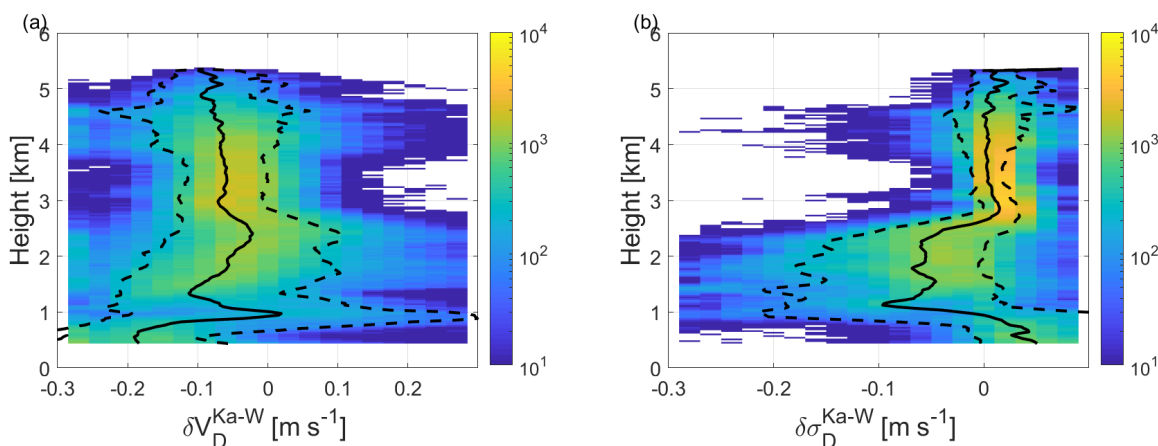 (a)
6
5
4
3
2
1
0
Height [km]
-0.3 -0.2 -0.1 0 0.1 0.2
δV_D^{Ka-W} [m s^{-1}]
10^4
10^3
10^2
10^1
(b)
6
5
4
3
2
1
0
Height [km]
-0.3 -0.2 -0.1 0
δσ_D^{Ka-W} [m s^{-1}]
10^4
10^3
10^2
10^1